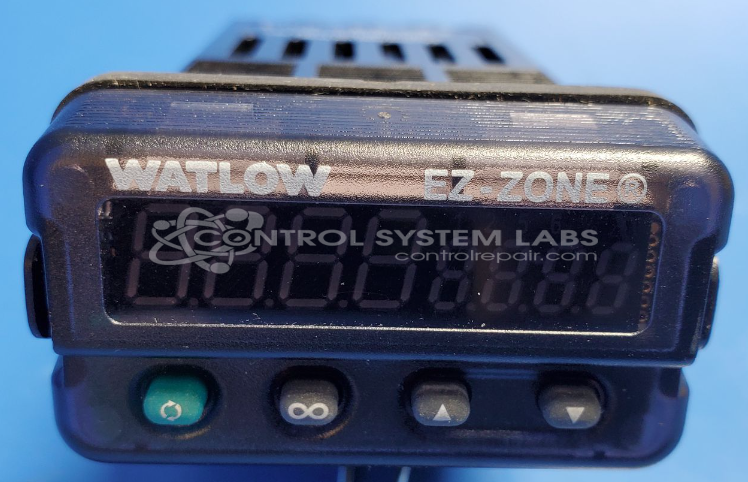 WATLOW EZ-ZONE®
CONTROL SYSTEM LABS
controlrepair.com